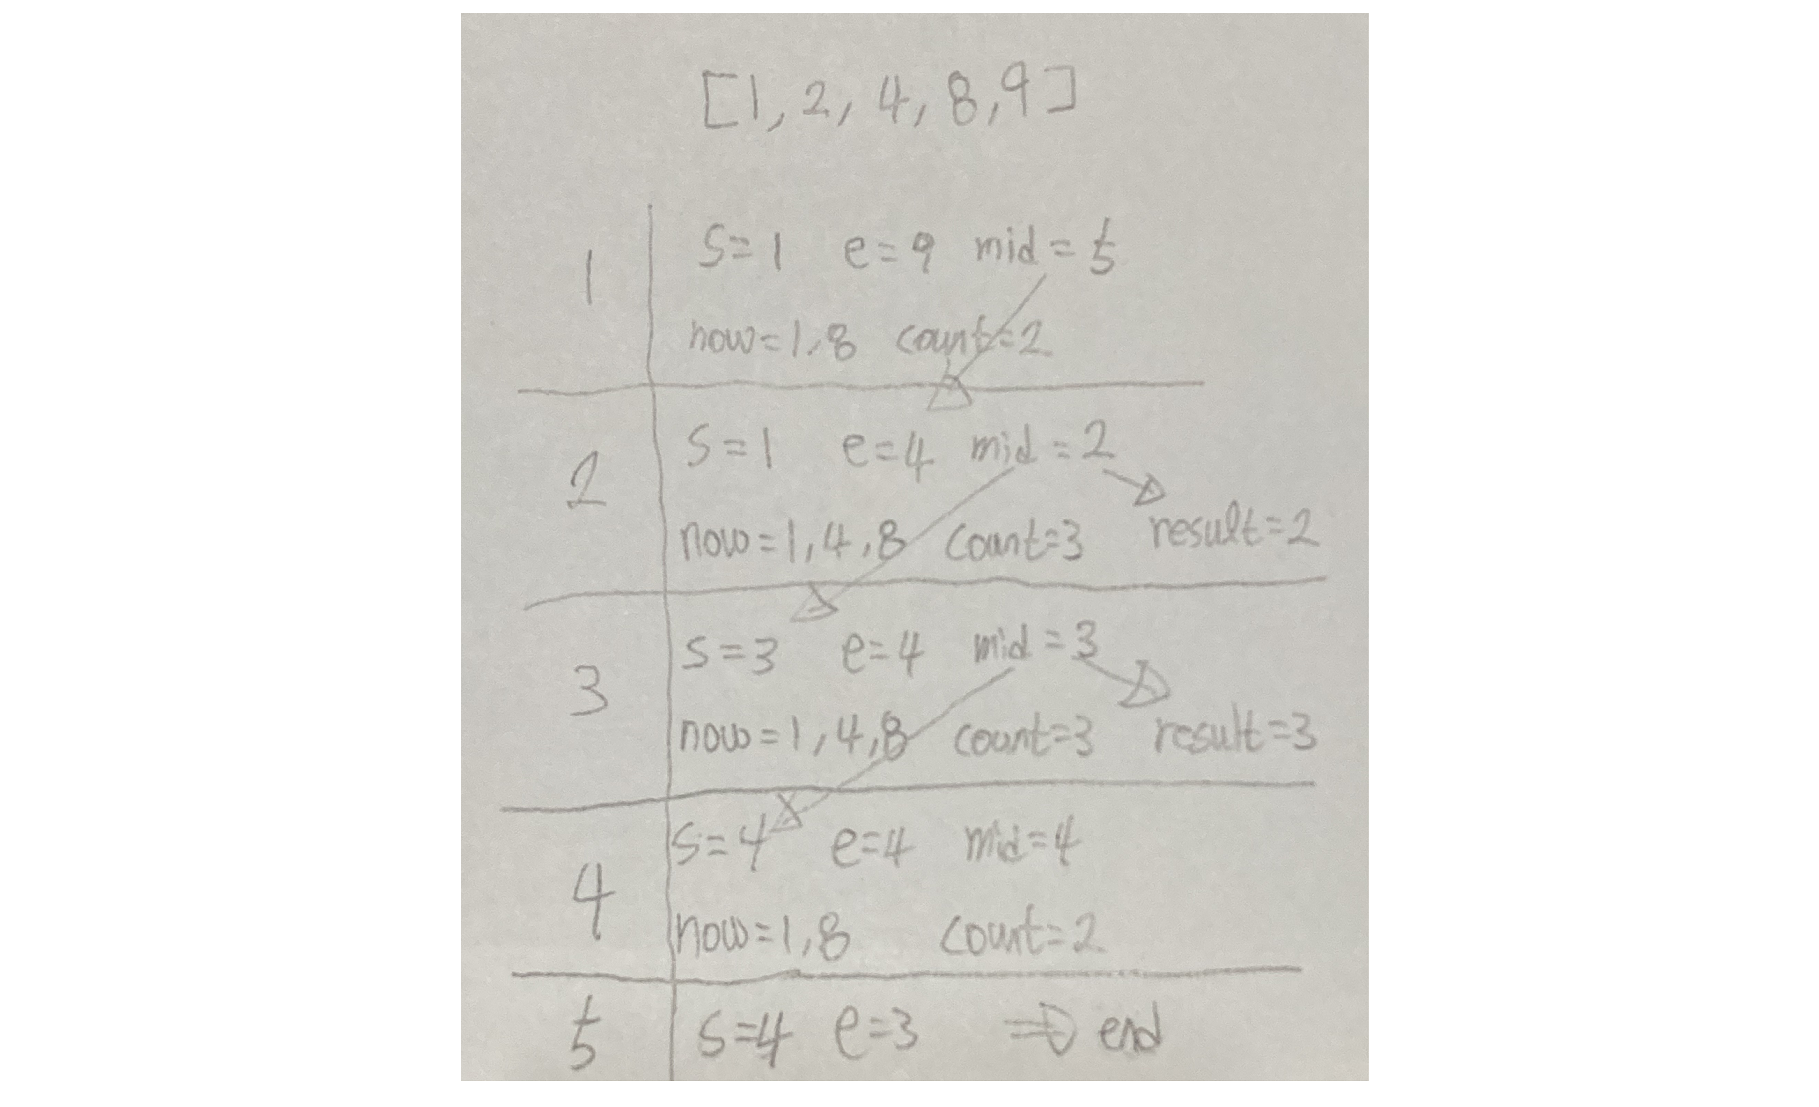 [1, 2, 4, 8, 9]
1
s=1 e=9 mid=5
now=1,8 count=2
2
s=1 e=4 mid=2
now=1,4,8 count=3 result=2
3
s=3 e=4 mid=3
now=1,4,8 count=3 result=3
4
s=4 e=4 mid=4
now=1,8 count=2
5
s=4 e=3 ⇒ end